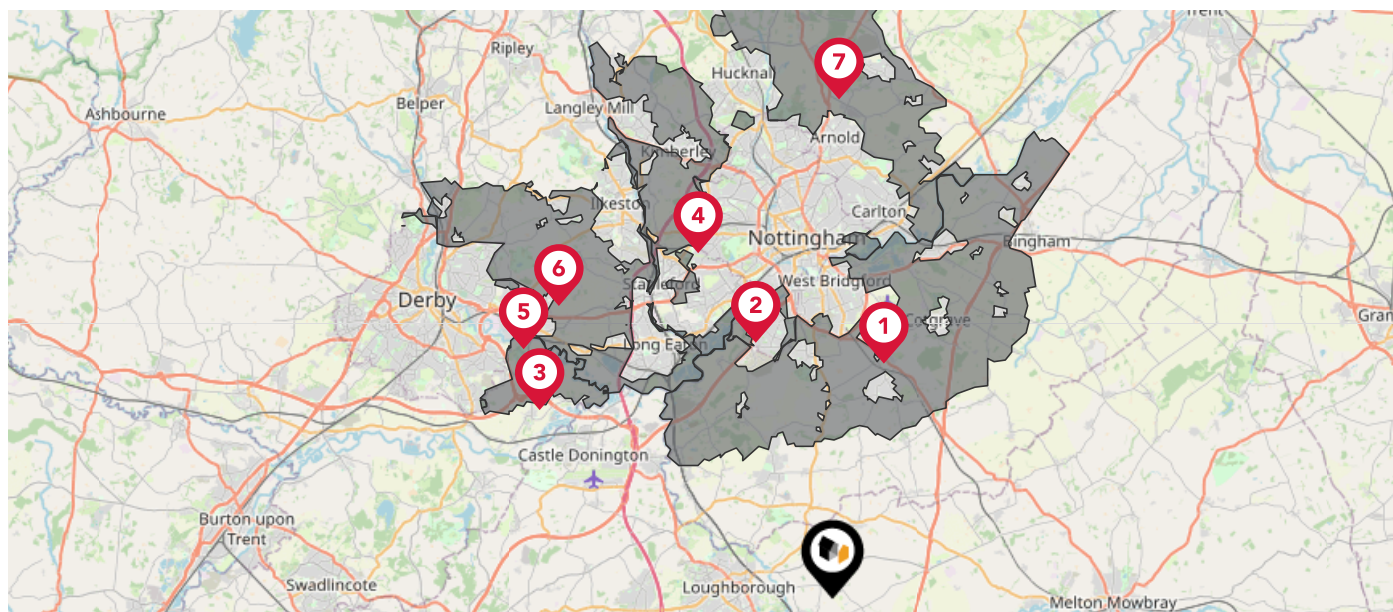 Trent
Ripley
Hucknal
7
Belper
Langley Mill
Ashbourne
Arnold
Kimberley
Ilkeston
4
Carlton
Nottingham
Bingham
6
Stapleford
West Bridgford
Derby
5
2
1
Cotgrave
Gran
Long Eaton
3
Castle Donington
Burton upon
Trent
Swadlincote
Loughborough
Melton Mowbray